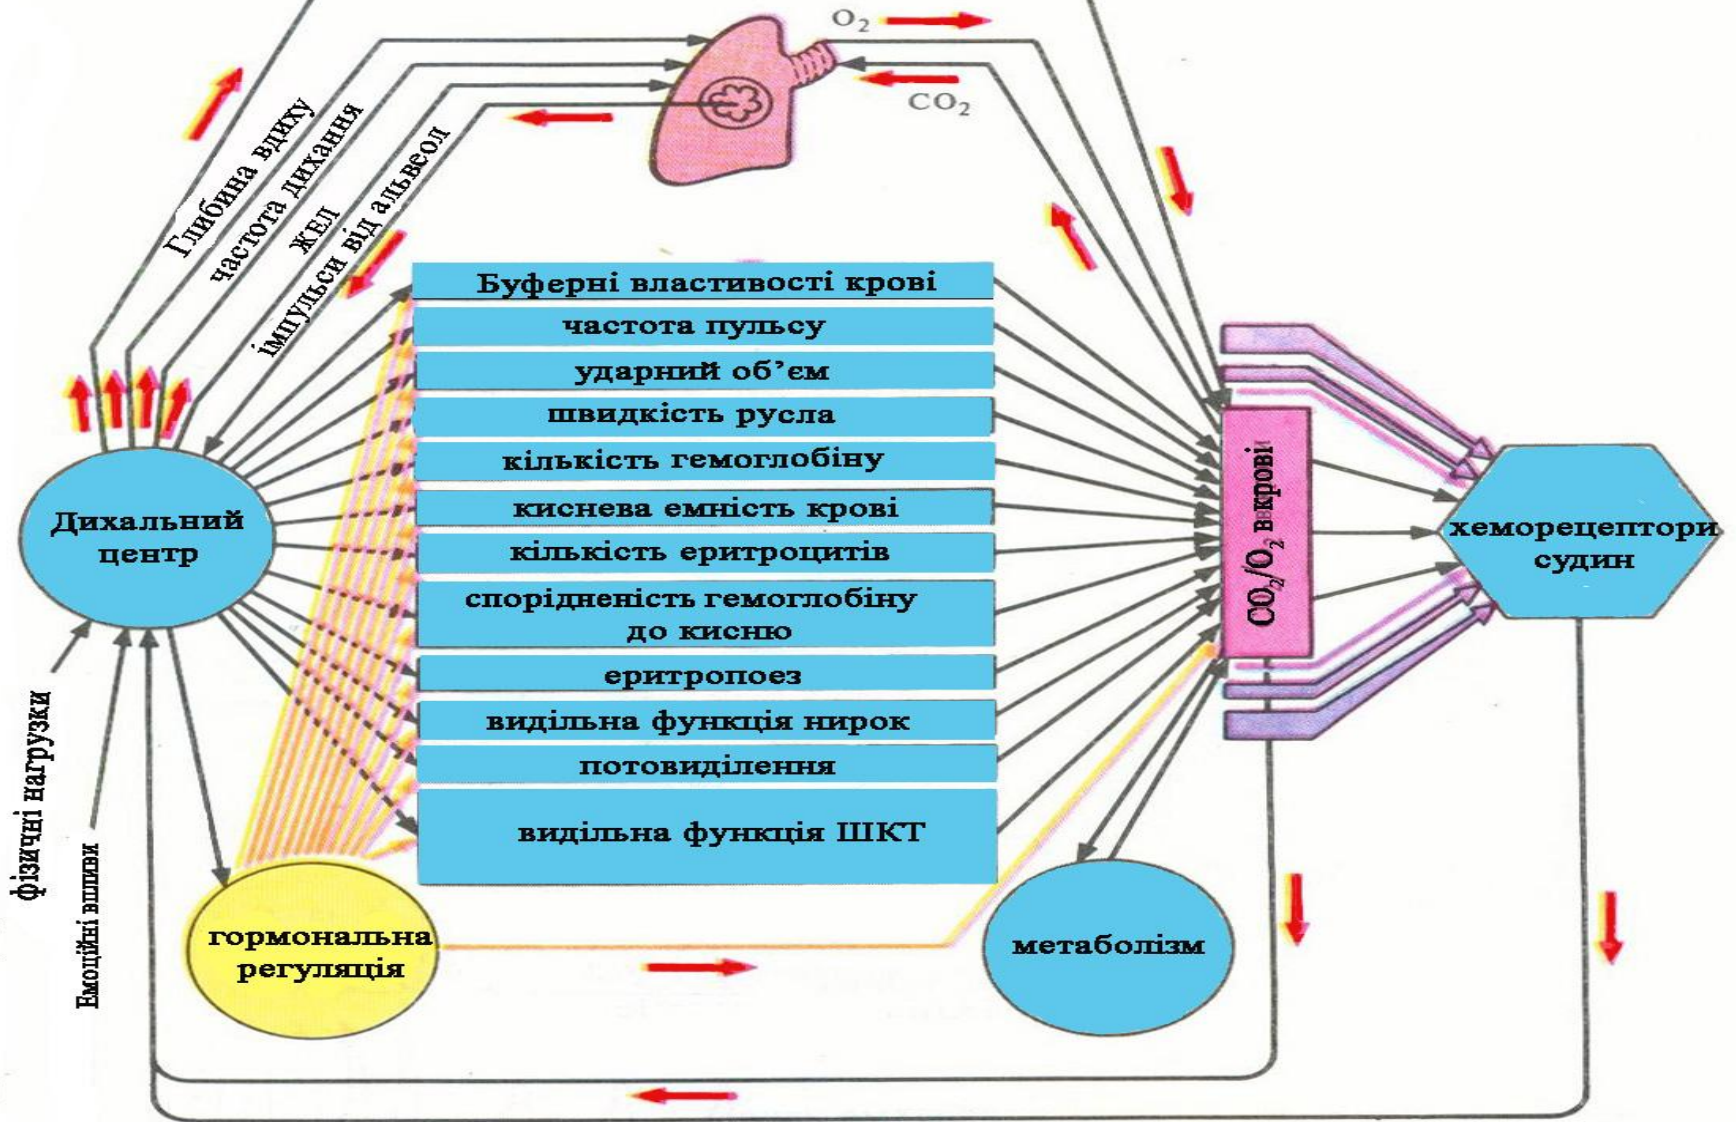 O₂
CO₂
Глибина вдиху
частота дихання
ЖЕЛ
імпульси від альвеол
Буферні властивості крові
частота пульсу
ударний об’єм
швидкість русла
кількість гемоглобіну
киснева емність крові
кількість еритроцитів
спорідненість гемоглобіну
до кисню
еритропоез
видільна функція нирок
потовиділення
видільна функція ШКТ
Дихальний
центр
CO₂/O₂ в крові
хеморецептори
судин
фізичні нагрузки
Емоційні впливи
гормональна
регуляція
метаболізм